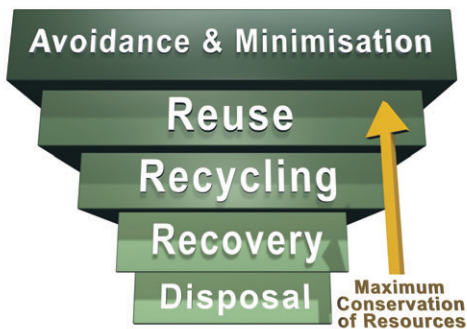 Avoidance & Minimisation
Reuse
Recycling
Recovery
Disposal
Maximum
Conservation
of Resources